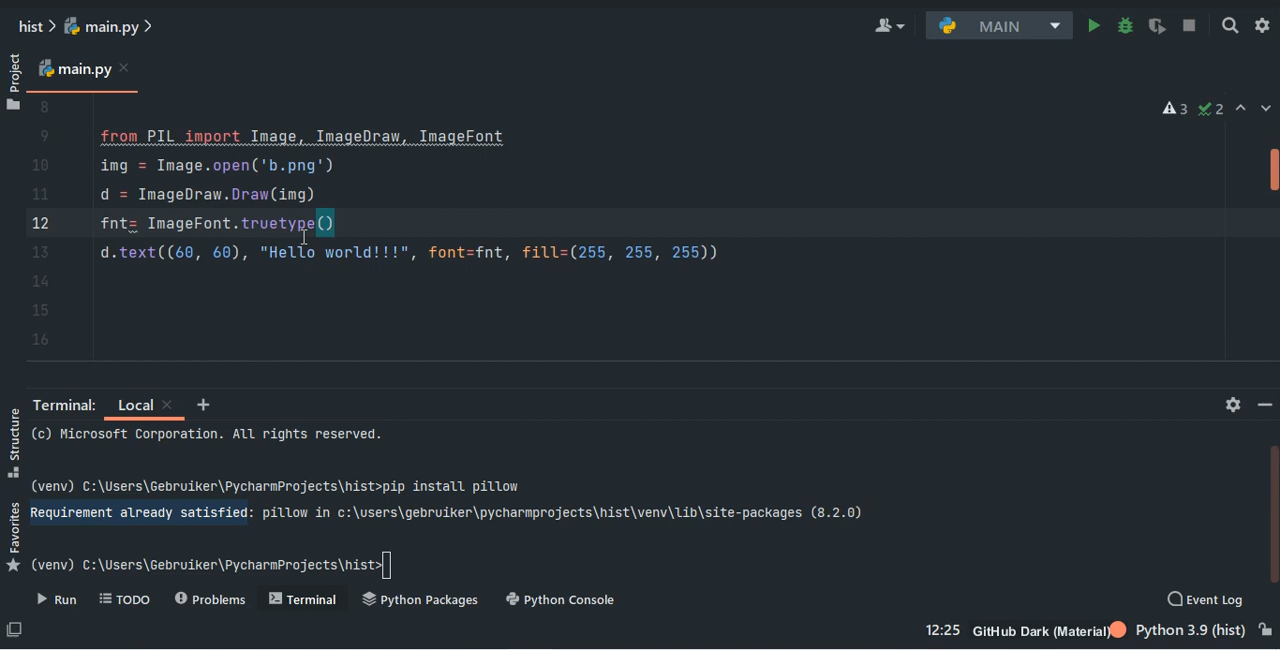 hist
main.py
MAIN
Project
main.py
3
2
8
9 from PIL import Image, ImageDraw, ImageFont
10 img = Image.open('b.png')
11 d = ImageDraw.Draw(img)
12 fnt= ImageFont.truetype()
13 d.text((60, 60), "Hello world!!!", font=fnt, fill=(255, 255, 255))
14
15
16
Terminal: Local
(c) Microsoft Corporation. All rights reserved.
(venv) C:\Users\Gebruiker\PycharmProjects\hist>pip install pillow
Requirement already satisfied: pillow in c:\users\gebruiker\pycharmprojects\hist\venv\lib\site-packages (8.2.0)
(venv) C:\Users\Gebruiker\PycharmProjects\hist>
Structure
Favorites
Run TODO Problems Terminal Python Packages Python Console Event Log
12:25 GitHub Dark (Material) Python 3.9 (hist)